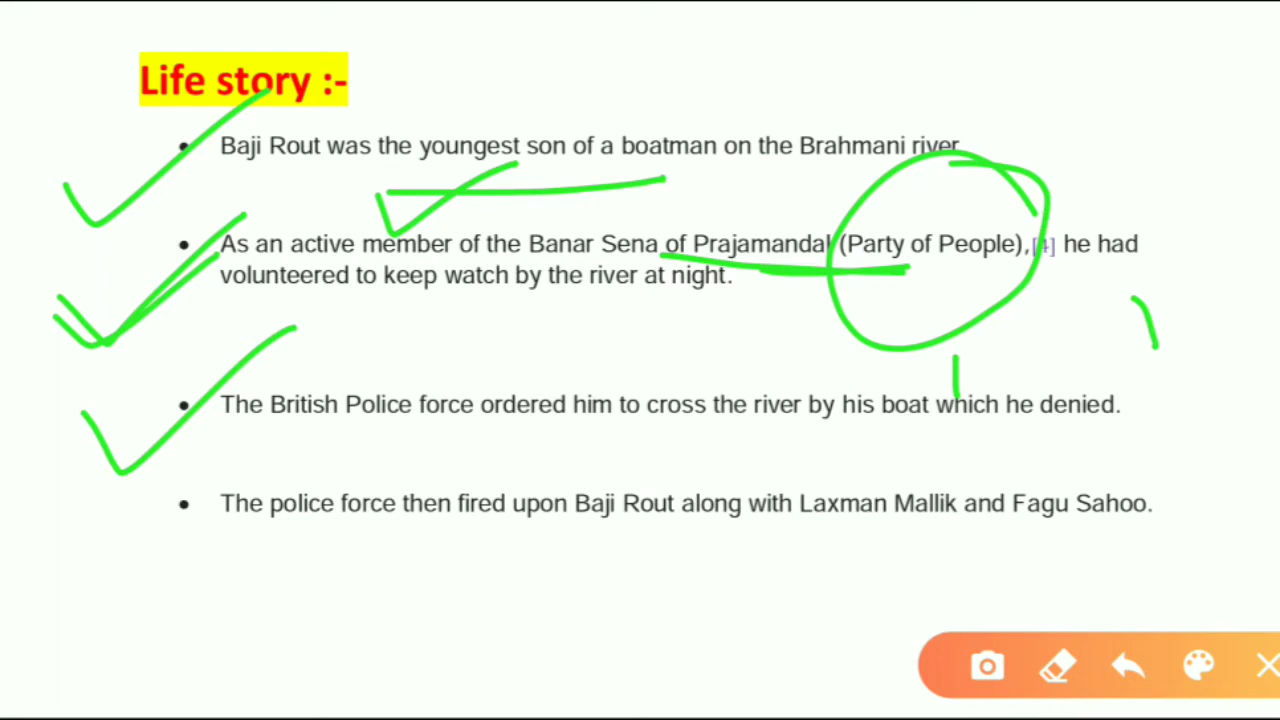 Life story :-
• Baji Rout was the youngest son of a boatman on the Brahmani river
• As an active member of the Banar Sena of Prajamandal (Party of People),[4] he had
volunteered to keep watch by the river at night.
• The British Police force ordered him to cross the river by his boat which he denied.
• The police force then fired upon Baji Rout along with Laxman Mallik and Fagu Sahoo.